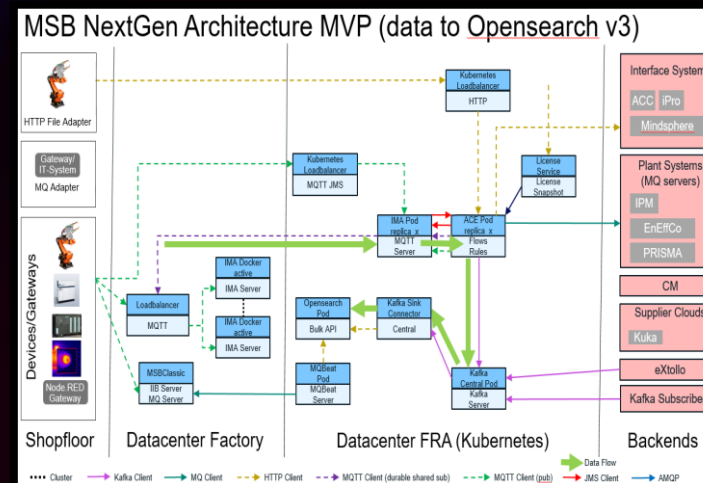 MSB NextGen Architecture MVP (data to Opensearch v3)
HTTP File Adapter
Gateway/
IT-System
MQ Adapter
Devices/Gateways
Node RED
Gateway
Shopfloor
Loadbalancer
MQTT
IMA Docker
active
IMA Server
IMA Docker
active
IMA Server
MSBClassic
IIB Server
MQ Server
Datacenter Factory
Kubernetes
Loadbalancer
HTTP
Kubernetes
Loadbalancer
MQTT JMS
License
Service
License
Snapshot
IMA Pod
replica_x
MQTT
Server
ACE Pod
replica_x
Flows
Rules
Opensearch
Pod
Bulk API
Kafka Sink
Connector
Central
MQBeat
Pod
MQBeat
Server
Kafka
Central Pod
Kafka
Server
Datacenter FRA (Kubernetes)
Interface System
ACC
iPro
Mindsphere
Plant Systems
(MQ servers)
IPM
EnEffCo
PRISMA
CM
Supplier Clouds
Kuka
eXtollo
Kafka Subscribe
Backends
Data Flow
Cluster
Kafka Client
MQ Client
HTTP Client
MQTT Client (durable shared sub)
MQTT Client (pub)
JMS Client
AMQP